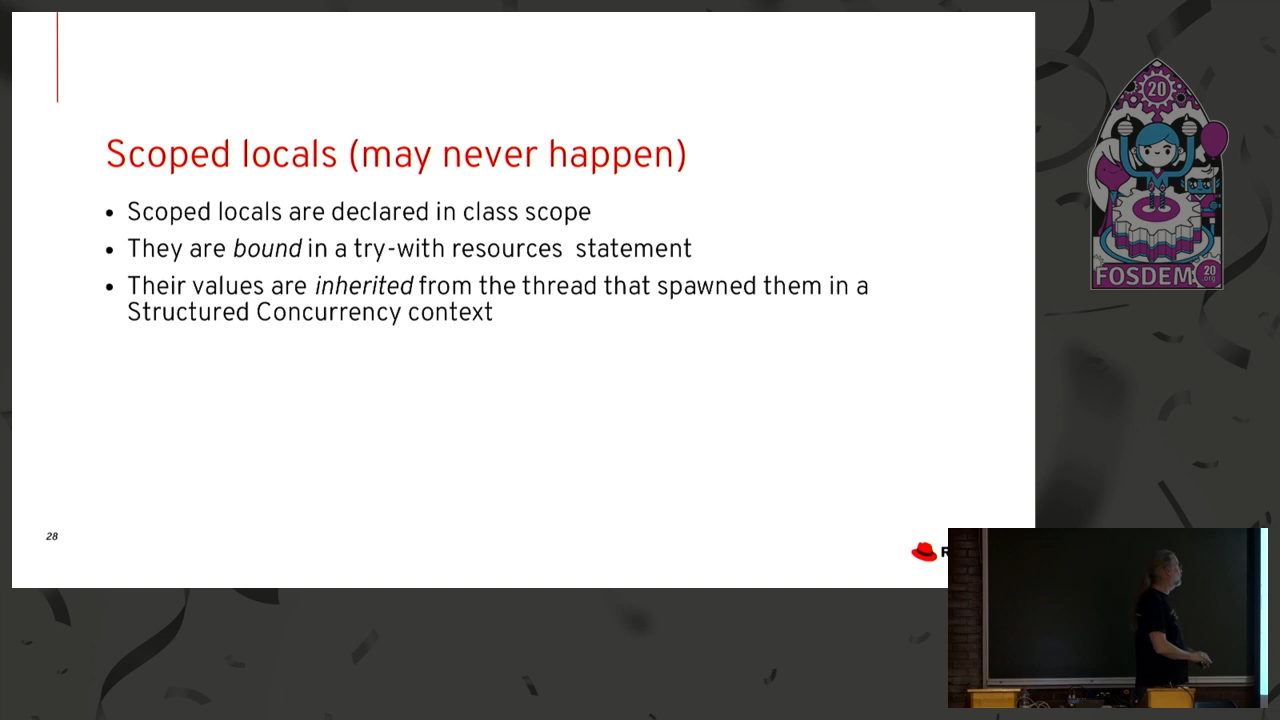 Scoped locals (may never happen)
• Scoped locals are declared in class scope
• They are bound in a try-with resources statement
• Their values are inherited from the thread that spawned them in a
Structured Concurrency context
28
20
FOSDEM
20
org